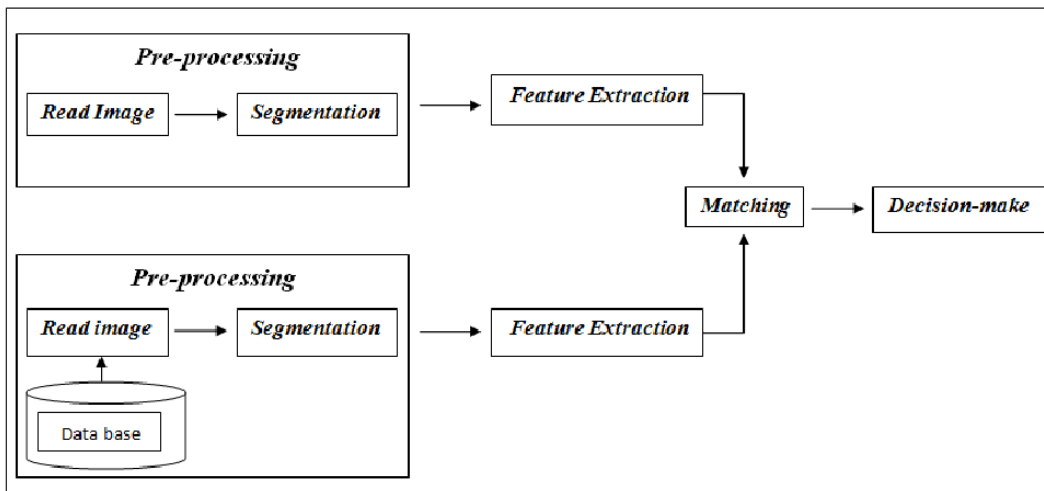 Pre-processing
Read Image
Segmentation
Feature Extraction
Matching
Decision-make
Pre-processing
Read image
Segmentation
Feature Extraction
Data base